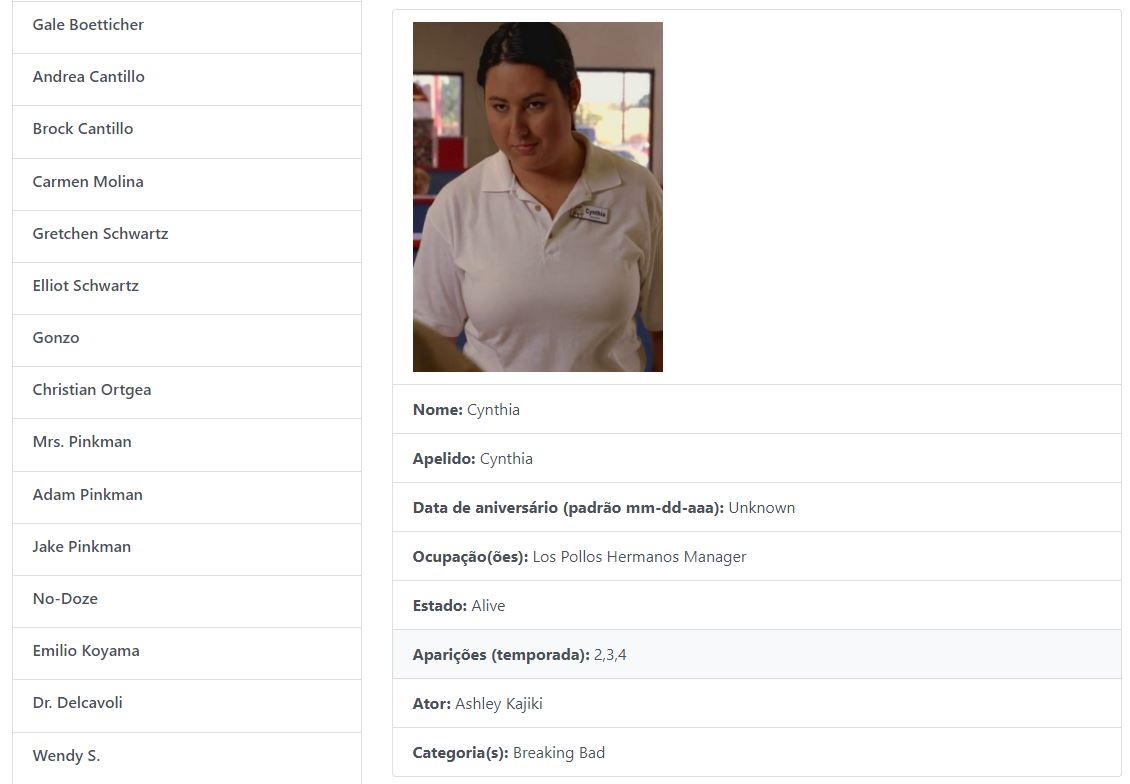 Gale Boetticher
Andrea Cantillo
Brock Cantillo
Carmen Molina
Gretchen Schwartz
Elliot Schwartz
Gonzo
Christian Ortgea
Mrs. Pinkman
Adam Pinkman
Jake Pinkman
No-Doze
Emilio Koyama
Dr. Delcavoli
Wendy S.
Cynthia
Nome: Cynthia
Apelido: Cynthia
Data de aniversário (padrão mm-dd-aaa): Unknown
Ocupação(ões): Los Pollos Hermanos Manager
Estado: Alive
Aparições (temporada): 2,3,4
Ator: Ashley Kajiki
Categoria(s): Breaking Bad